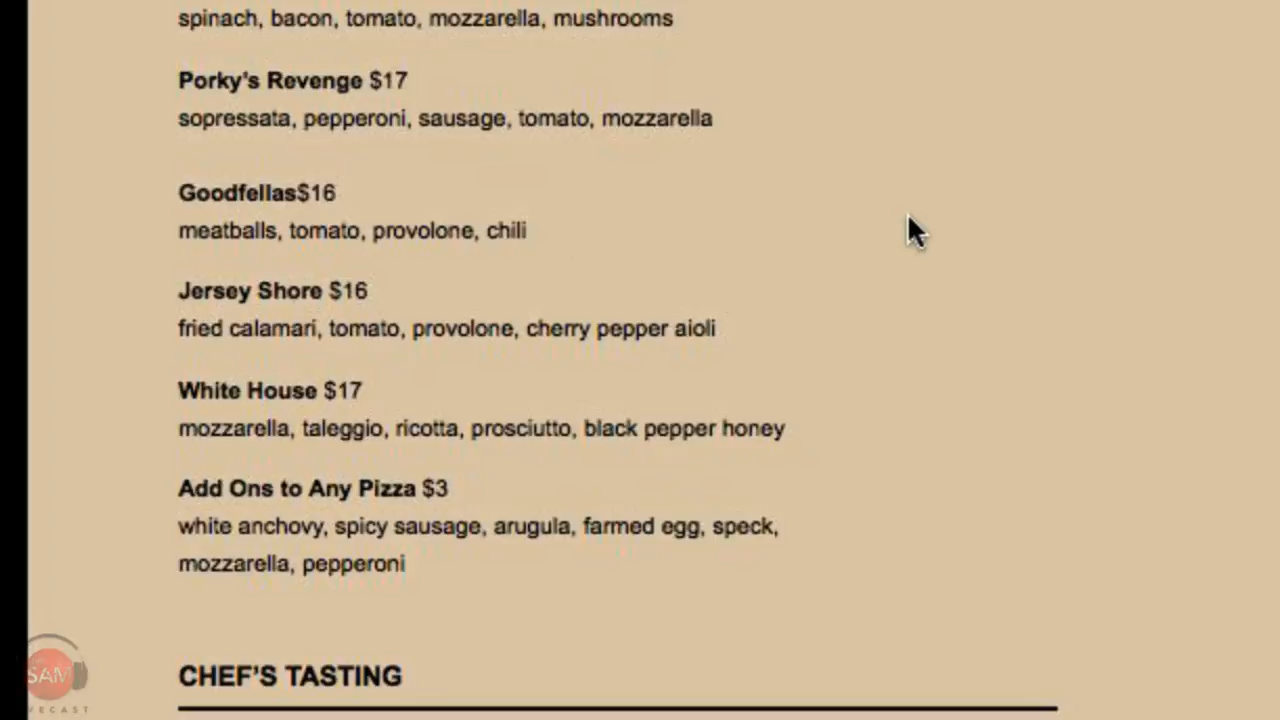 spinach, bacon, tomato, mozzarella, mushrooms
Porky's Revenge $17
sopressata, pepperoni, sausage, tomato, mozzarella
Goodfellas$16
meatballs, tomato, provolone, chili
Jersey Shore $16
fried calamari, tomato, provolone, cherry pepper aioli
White House $17
mozzarella, taleggio, ricotta, prosciutto, black pepper honey
Add Ons to Any Pizza $3
white anchovy, spicy sausage, arugula, farmed egg, speck,
mozzarella, pepperoni
SAM
VECAST
CHEF'S TASTING